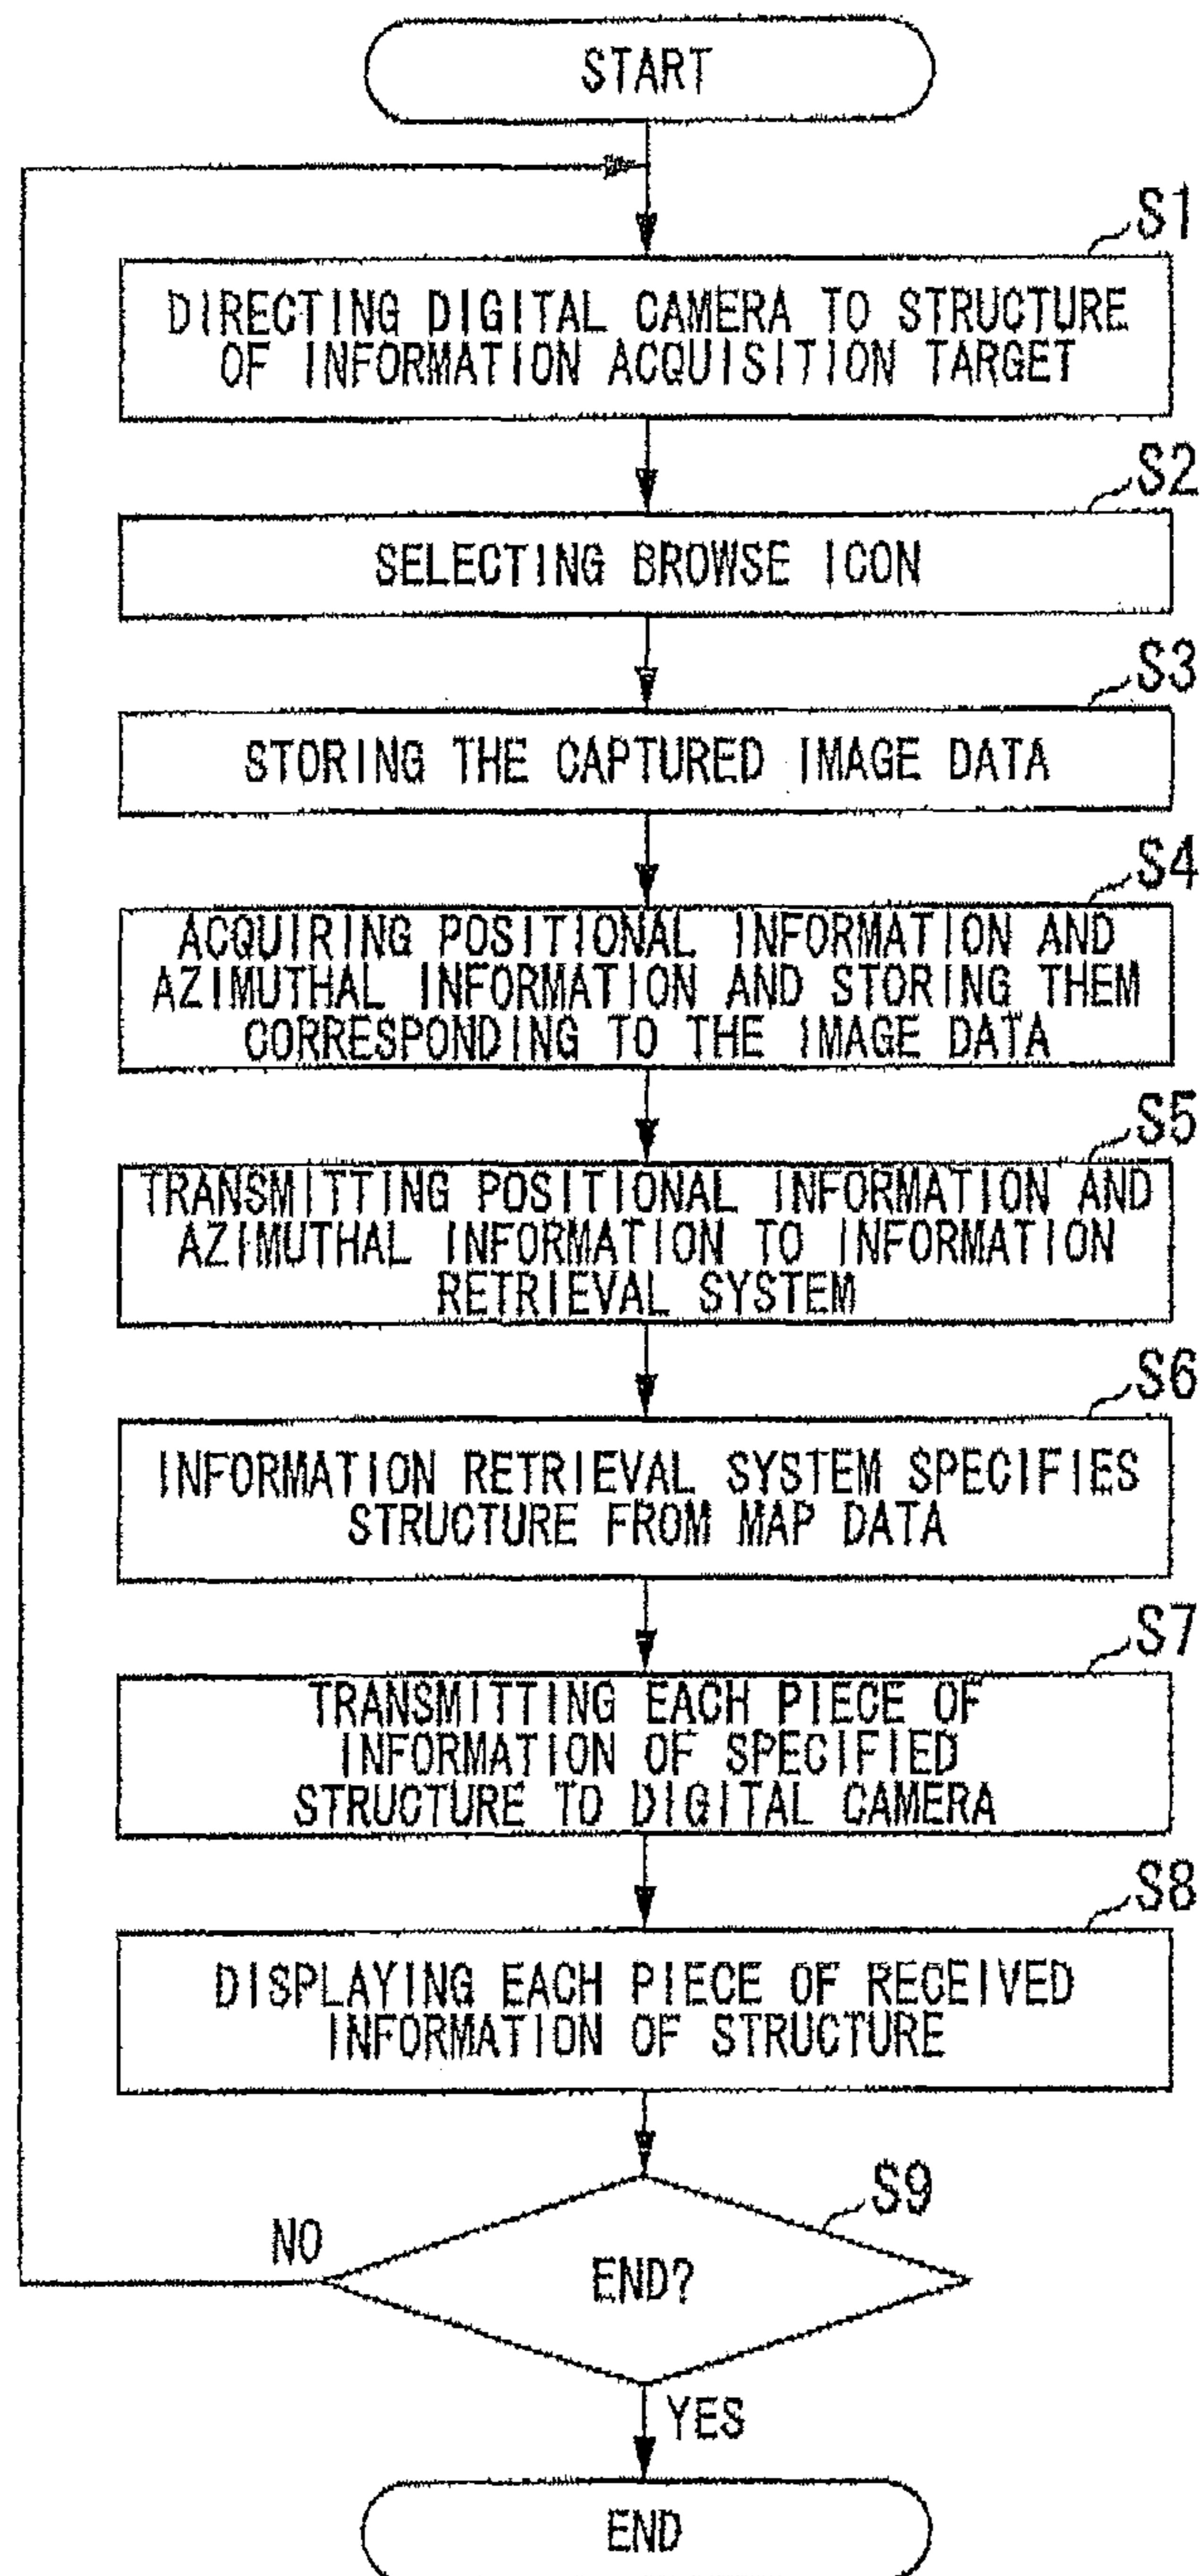 START
S1
DIRECTING DIGITAL CAMERA TO STRUCTURE
OF INFORMATION ACQUISITION TARGET
S2
SELECTING BROWSE ICON
S3
STORING THE CAPTURED IMAGE DATA
S4
ACQUIRING POSITIONAL INFORMATION AND
AZIMUTHAL INFORMATION AND STORING THEM
CORRESPONDING TO THE IMAGE DATA
S5
TRANSMITTING POSITIONAL INFORMATION AND
AZIMUTHAL INFORMATION TO INFORMATION
RETRIEVAL SYSTEM
S6
INFORMATION RETRIEVAL SYSTEM SPECIFIES
STRUCTURE FROM MAP DATA
S7
TRANSMITTING EACH PIECE OF
INFORMATION OF SPECIFIED
STRUCTURE TO DIGITAL CAMERA
S8
DISPLAYING EACH PIECE OF RECEIVED
INFORMATION OF STRUCTURE
S9
NO
END?
YES
END